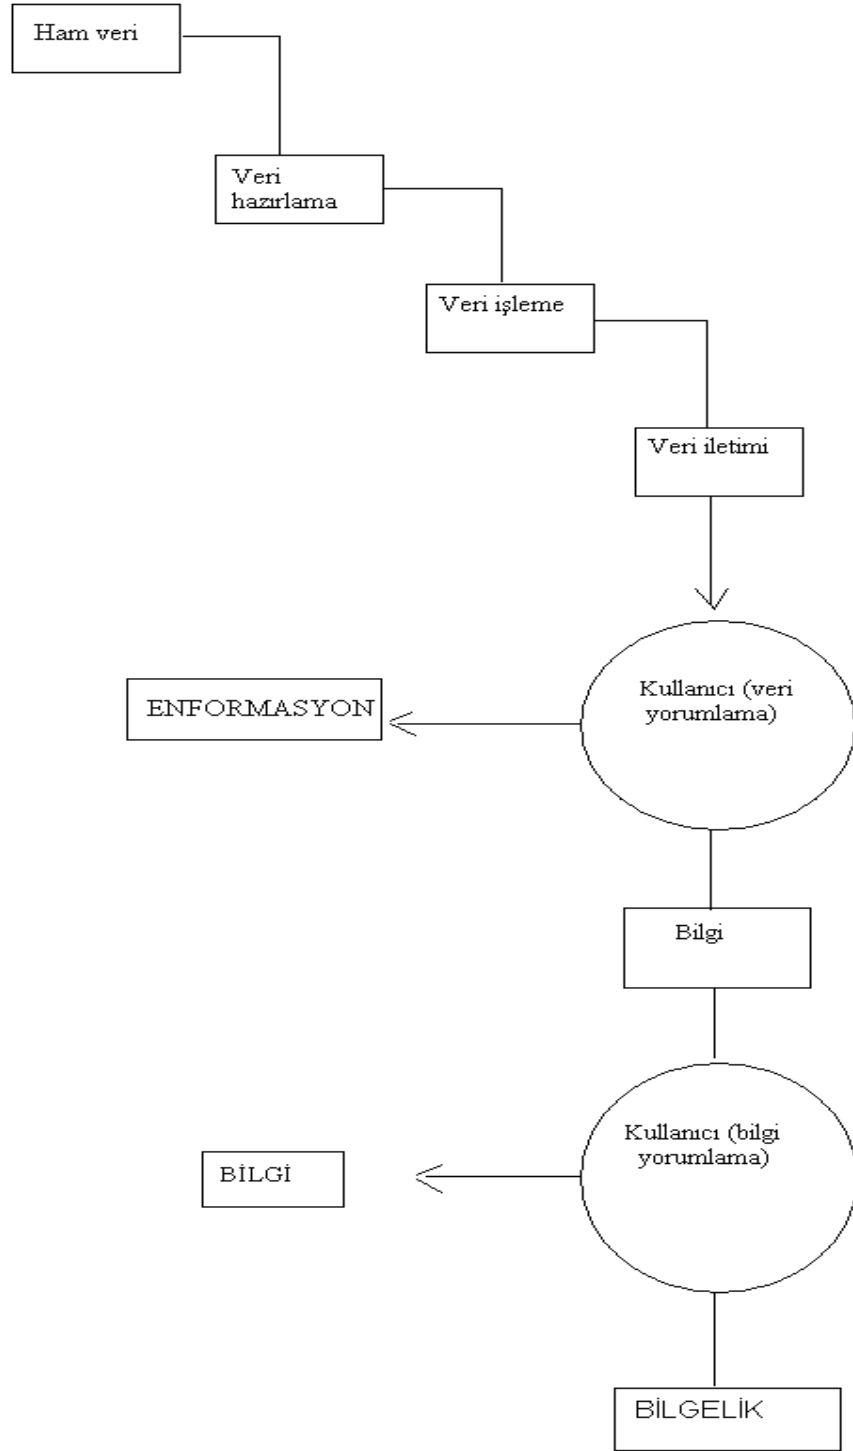 Ham veri
Veri
hazırlama
Veri işleme
Veri iletimi
Kullanıcı (veri
yorumlama)
ENFORMASYON
Bilgi
Kullanıcı (bilgi
yorumlama)
BİLGİ
BİLGELİK